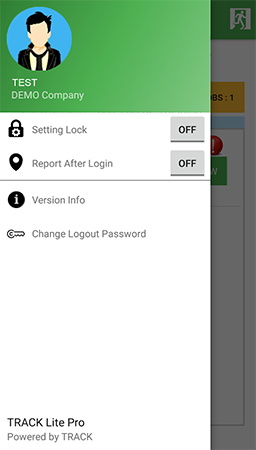 TEST
DEMO Company
JOBS : 1
Setting Lock OFF
Report After Login OFF
Version Info
Change Logout Password
TRACK Lite Pro
Powered by TRACK